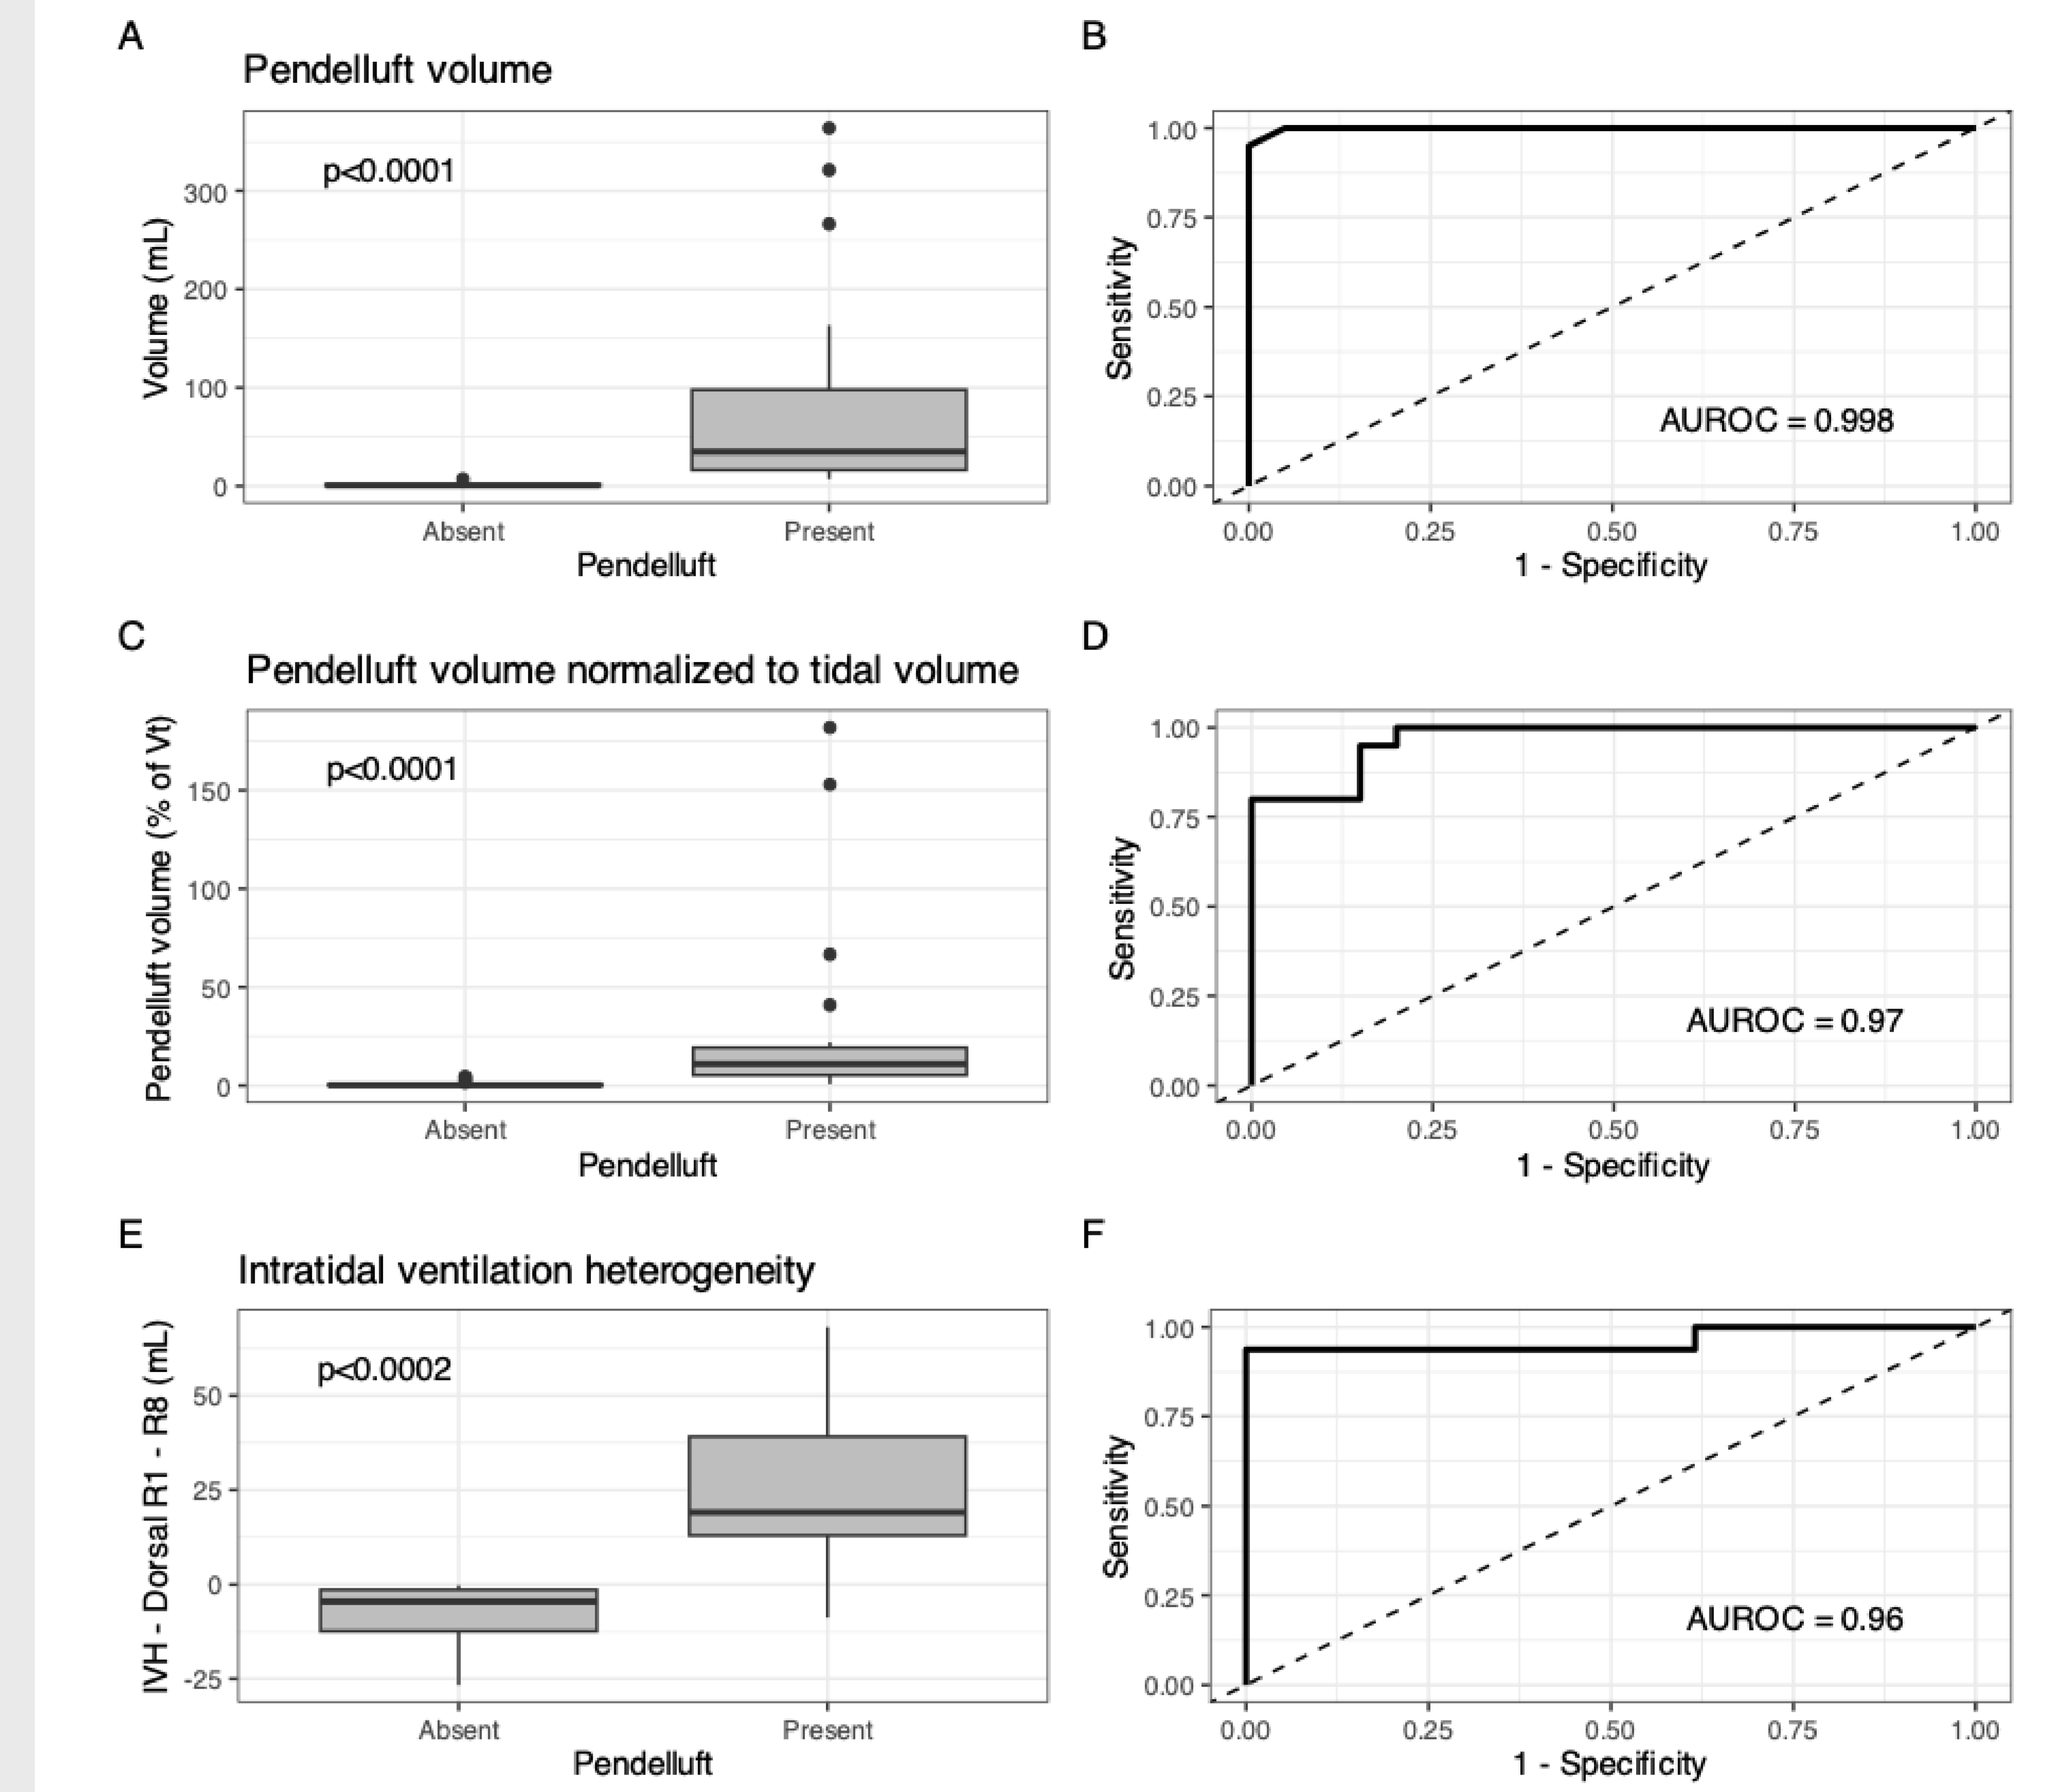 A
Pendelluft volume
p<0.0001
Volume (mL)
300
200
100
0
Absent
Present
Pendelluft
B
1.00
0.75
0.50
0.25
0.00
Sensitivity
AUROC = 0.998
0.00
0.25
0.50
0.75
1.00
1 - Specificity
C
Pendelluft volume normalized to tidal volume
p<0.0001
Pendelluft volume (% of Vt)
150
100
50
0
Absent
Present
Pendelluft
D
1.00
0.75
0.50
0.25
0.00
Sensitivity
AUROC = 0.97
0.00
0.25
0.50
0.75
1.00
1 - Specificity
E
Intratidal ventilation heterogeneity
p<0.0002
IVH - Dorsal R1 - R8 (mL)
50
25
0
-25
Absent
Present
Pendelluft
F
1.00
0.75
0.50
0.25
0.00
Sensitivity
AUROC = 0.96
0.00
0.25
0.50
0.75
1.00
1 - Specificity